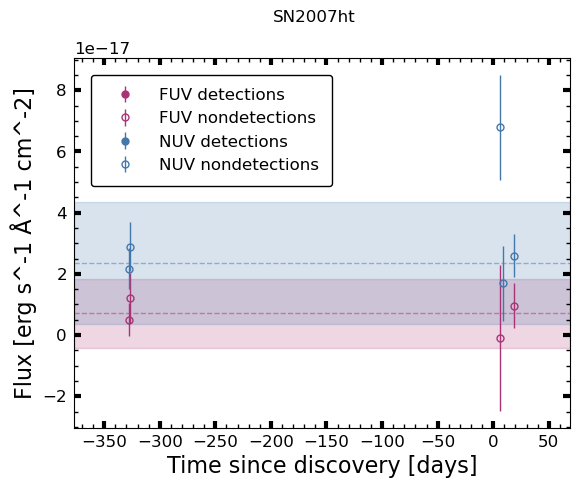 SN2007ht
1e−17
FUV detections
FUV nondetections
NUV detections
NUV nondetections
8
6
4
2
0
−2
Flux [erg s^-1 Å^-1 cm^-2]
−350 −300 −250 −200 −150 −100 −50 0 50
Time since discovery [days]